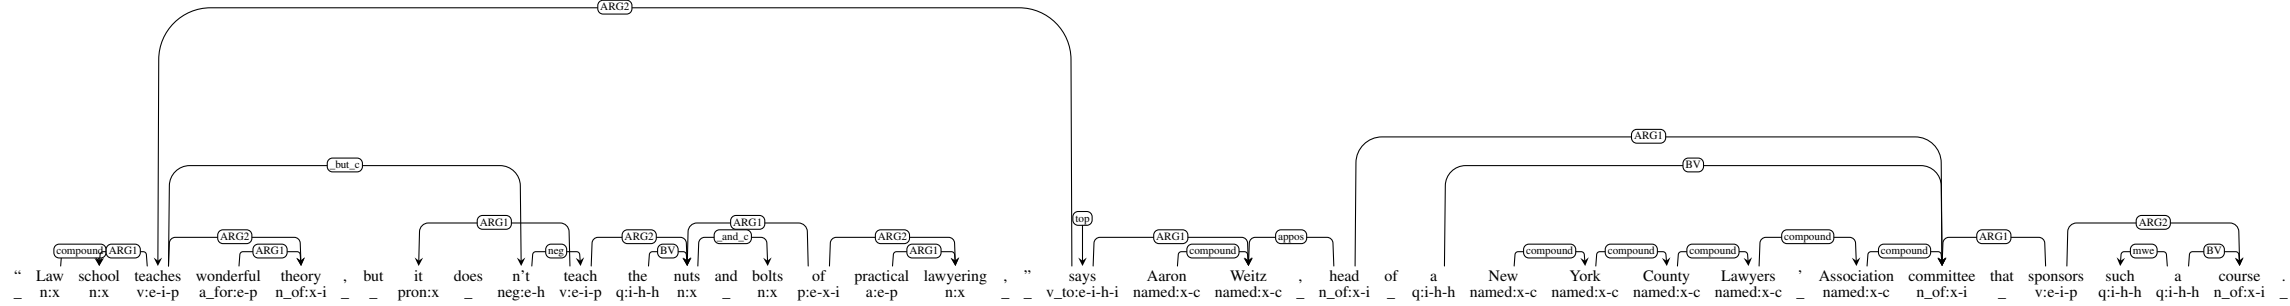 ARG2
ARG1
_but_c BV
top
ARG1 ARG1 ARG2
ARG2 ARG2 _and_c ARG2 ARG1 appos compound ARG1
compound ARG1 ARG1 neg BV ARG1 compound compound compound compound compound mwe BV
“ Law school teaches wonderful theory , but it does n’t teach the nuts and bolts of practical lawyering , ” says Aaron Weitz , head of a New York County Lawyers ’ Association committee that sponsors such a course .
_ n:x n:x v:e-i-p a_for:e-p n_of:x-i _ _ pron:x _ neg:e-h v:e-i-p q:i-h-h n:x _ n:x p:e-x-i a:e-p n:x _ _ v_to:e-i-h-i named:x-c named:x-c _ n_of:x-i _ q:i-h-h named:x-c named:x-c named:x-c named:x-c _ named:x-c n_of:x-i _ v:e-i-p q:i-h-h q:i-h-h n_of:x-i _